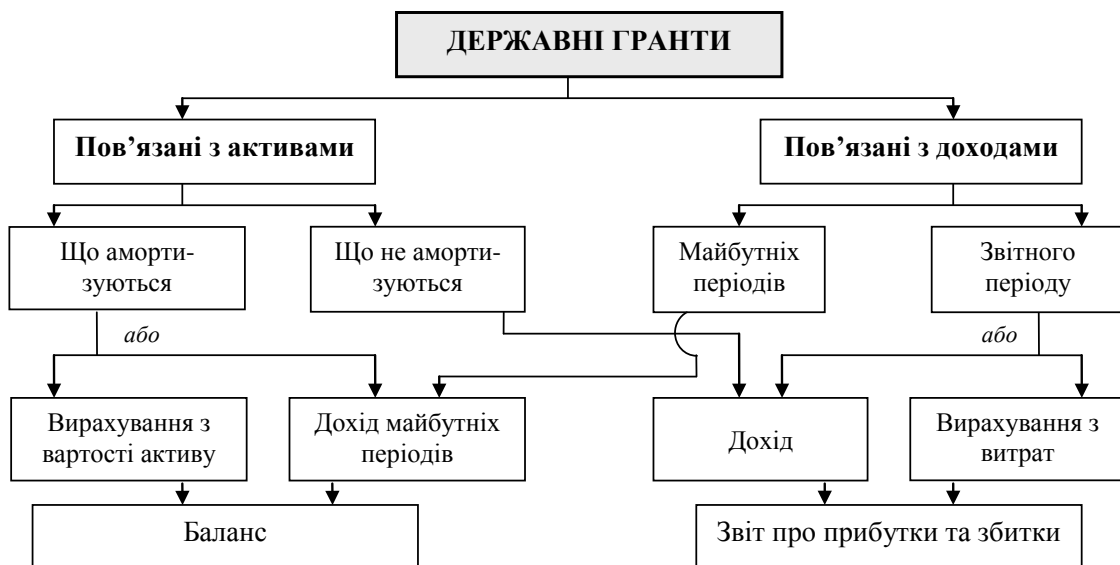 ДЕРЖАВНІ ГРАНТИ
Пов’язані з активами
Пов’язані з доходами
Що аморти-
зуються
Що не аморти-
зуються
Майбутніх
періодів
Звітного
періоду
або
або
Вирахування з
вартості активу
Дохід майбутніх
періодів
Дохід
Вирахування з
витрат
Баланс
Звіт про прибутки та збитки